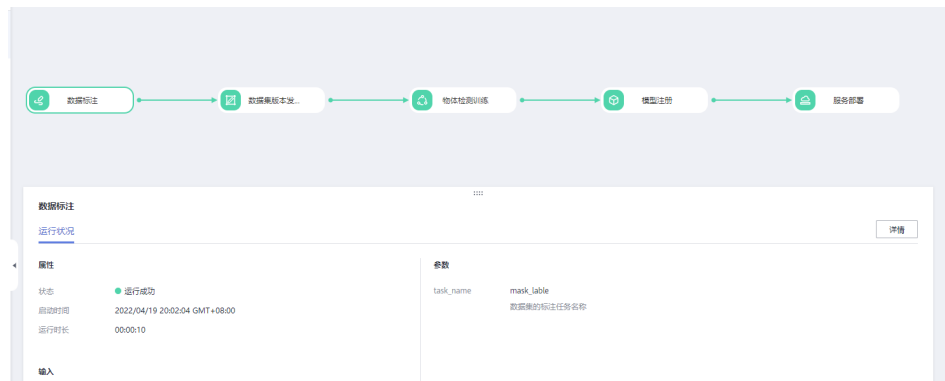 数据标注
数据集版本发...
物体检测训练
模型注册
服务部署
数据标注
运行状况
详情
属性
状态 运行成功
启动时间 2022/04/19 20:02:04 GMT+08:00
运行时长 00:00:10
输入
参数
task_name mask_lable
数据集的标注任务名称